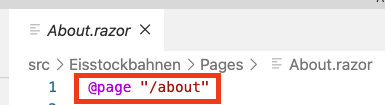 About.razor
src > Eisstockbahnen > Pages > About.razor
1 @page "/about"